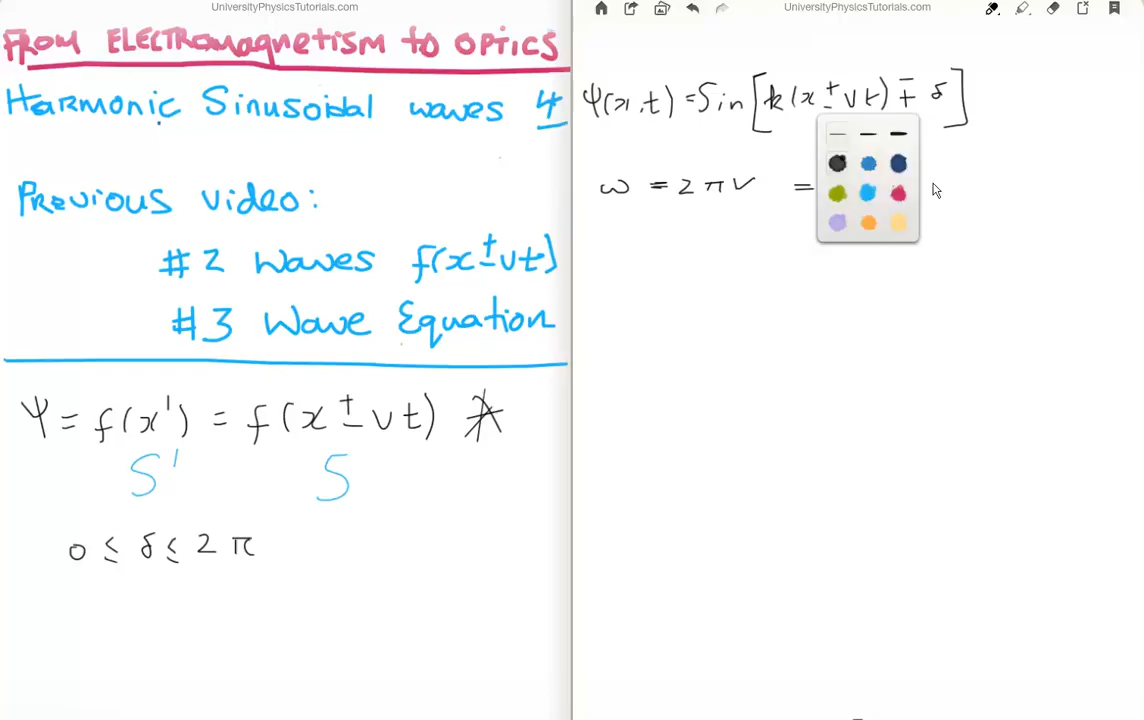 UniversityPhysicsTutorials.com
FROM ELECTROMAGNETISM TO OPTICS
HARMONIC SINUSOIDAL WAVES 4
PREVIOUS VIDEO:
#2 WAVES f(x±vt)
#3 WAVE EQUATION
Ψ = f(x') = f(x ± vt) *
S' S
0 ≤ δ ≤ 2π
UniversityPhysicsTutorials.com
Ψ(x,t) = Sin[k(x ± vt) ∓ δ]
ω = 2πν =